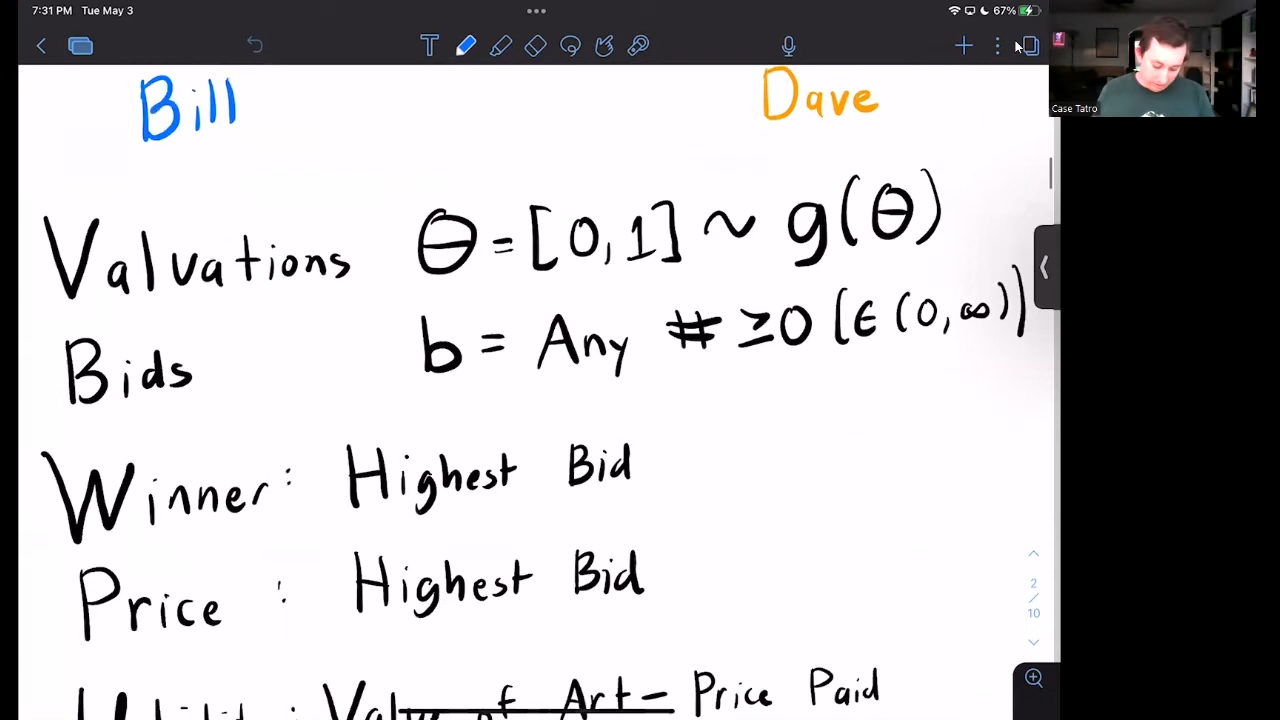 7:31 PM Tue May 3
67%
Bill
Dave
Case Tatro
Valuations θ = [0,1] ~ g(θ)
Bids b = Any # ≥0 (∈ (0,∞))
Winner: Highest Bid
Price : Highest Bid
2
/
10
Utility : Value of Art - Price Paid